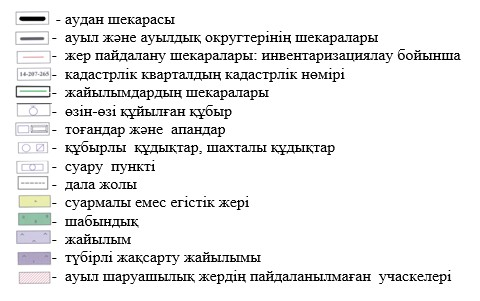 - аудан шекарасы
- ауыл және ауылдық округтерінің шекаралары
- жер пайдалану шекаралары: инвентаризациялау бойынша
14-207-265 - кадастрлік кварталдың кадастрлік нөмірі
- жайылымдардың шекаралары
- өзін-өзі құйылған құбыр
- тоғандар және апандар
- құбырлы құдықтар, шахталы құдықтар
- суару пункті
- дала жолы
- суармалы емес егістік жері
- шабындық
- жайылым
- түбірлі жақсарту жайылымы
- ауыл шаруашылық жердің пайдаланылмаған учаскелері